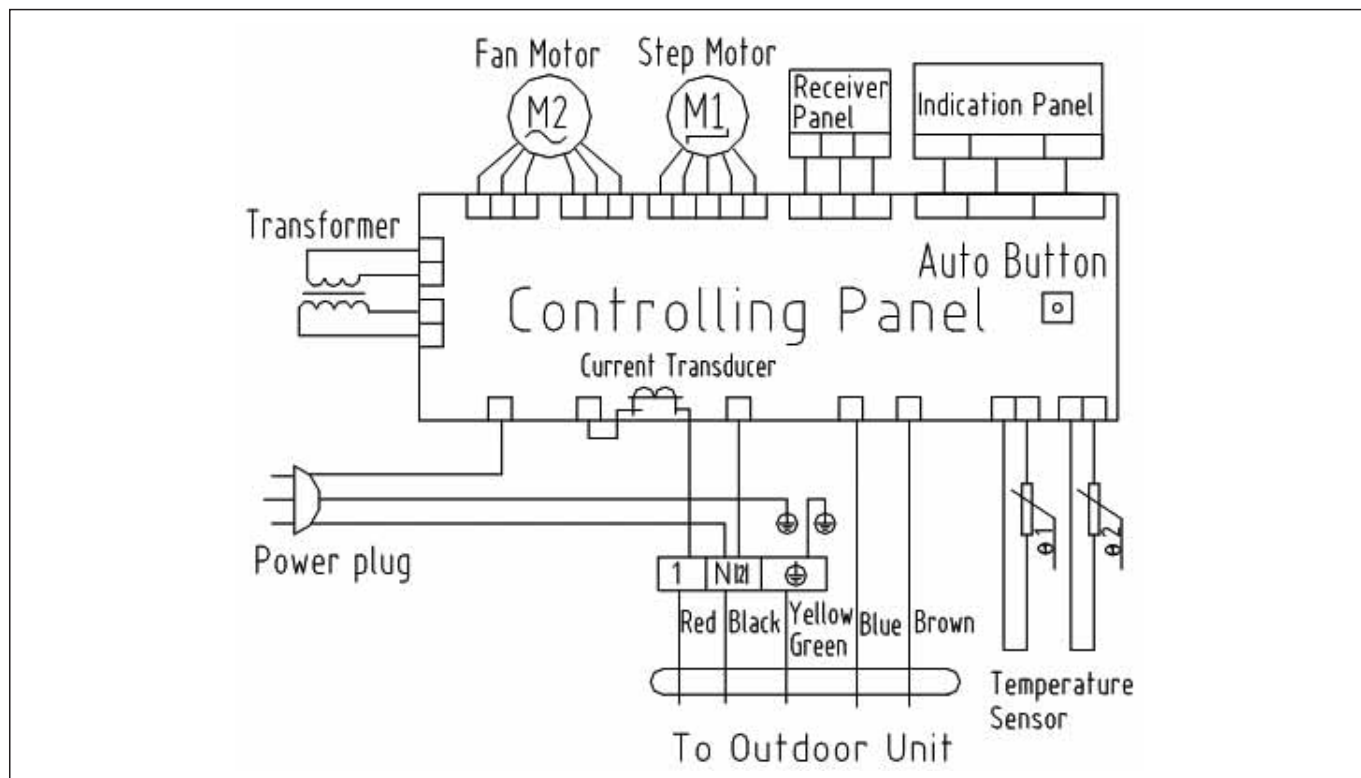 Fan Motor
Step Motor
M2
M1
Receiver
Panel
Indication Panel
Transformer
Auto Button
Controlling Panel
Current Transducer
Power plug
1
N(2)
Red
Black
Yellow
Green
Blue
Brown
θ1
θ2
Temperature
Sensor
To Outdoor Unit